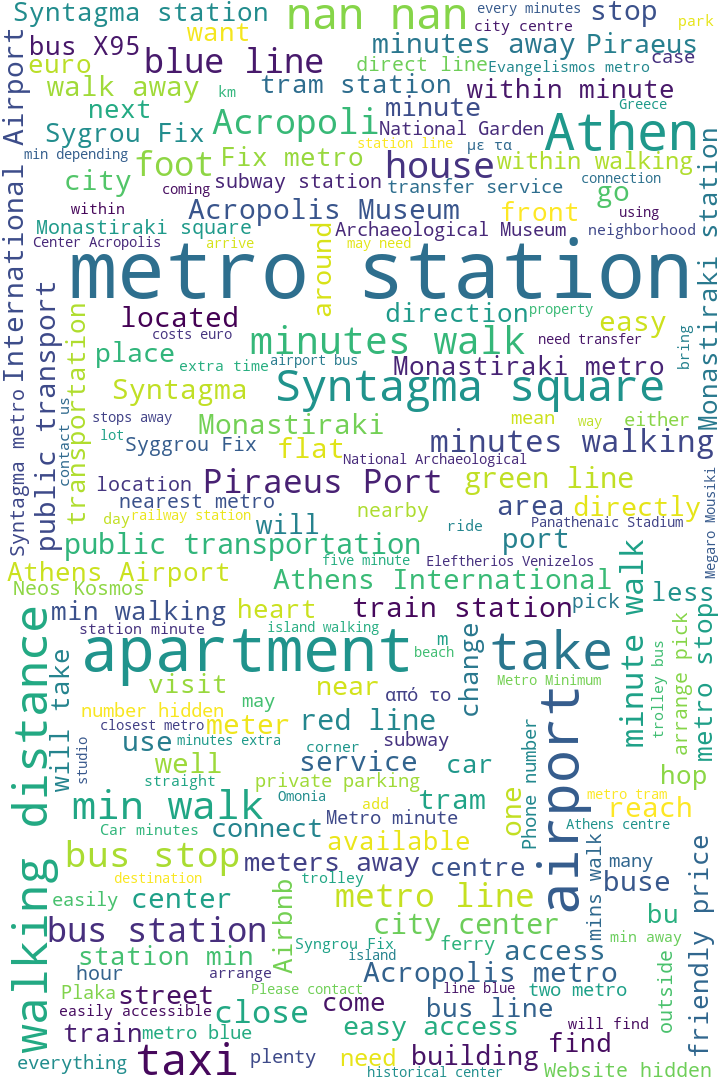 Syntagma station
nan nan
every minutes
stop
park
want
city centre
bus X95
blue line
minutes away
Piraeus
case
euro
direct line
Evangelismos metro
walk away
km
tram station
within minute
next
minute
Greece
Acropoli
National Garden
Athen
Sygrou Fix
station line
με τα
min depending
foot
Fix metro
house
within walking
connection
city
coming
subway station
transfer service
go
International Airport
within
Acropolis Museum
front
using
Monastiraki station
Monastiraki square
Archaeological Museum
neighborhood
Center Acropolis
arrive
around
may need
metro station
public transport
transportation
located
direction
property
easy
costs euro
minutes walk
need transfer
bring
place
extra time
airport bus
Monastiraki metro
Syntagma
Syntagma square
Syntagma metro
contact us
stops away
Monastiraki
mean
way
either
lot
Syggrou Fix
flat
minutes walking
National Archaeological
location
Piraeus Port
green line
Megaro Mousiki
nearest metro
nearby
area
directly
day
railway station
will
ride
Panathenaic Stadium
public transportation
port
five minute
Eleftherios Venizelos
Athens Airport
Neos Kosmos
Athens International
minute walk
less
metro stops
walking distance
min walking
heart
train station
pick
station minute
island walking
m
change
trolley bus
arrange pick
will take
apartment
beach
take
visit
near
Metro Minimum
may
από το
airport
number hidden
meter
red line
closest metro
use
minutes extra
subway
Phone number
studio
corner
well
service
car
hop
straight
private parking
min walk
Omonia
add
tram
one
metro tram
reach
Car minutes
connect
Metro minute
Athens centre
available
bus stop
meters away
centre
mins walk
many
friendly price
destination
trolley
buse
easily
center
Airbnb
metro line
bu
bus station
city center
station min
Syngrou Fix
ferry
access
min away
outside
hour
arrange
island
Acropolis metro
Plaka
street
Please contact
line blue
two metro
easily accessible
close
come
bus line
will find
train
metro blue
easy access
find
everything
taxi
plenty
need
building
historical center
Website hidden